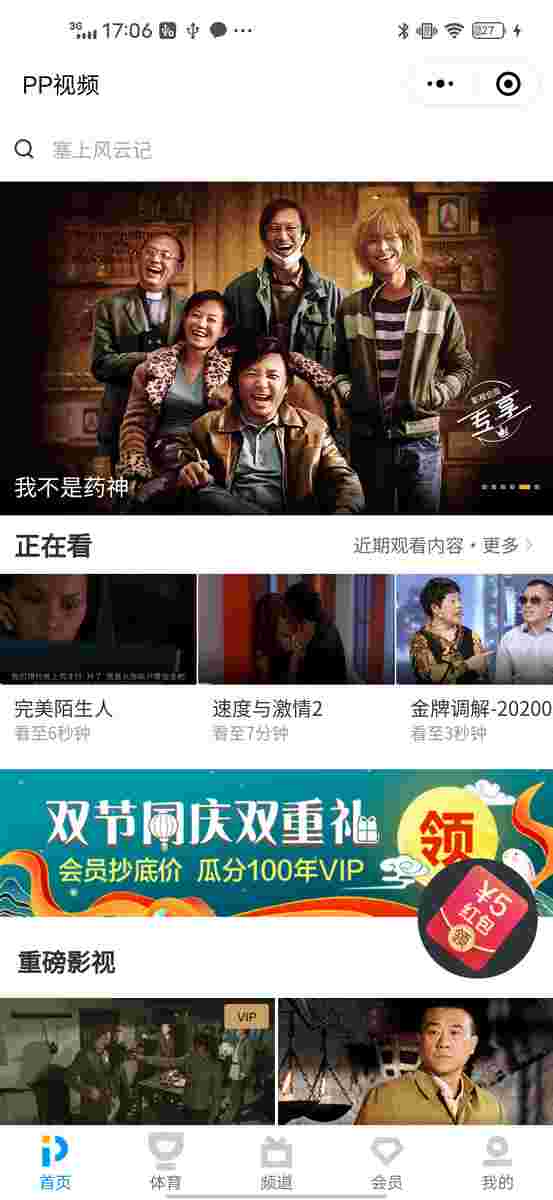 3G 17:06 27
PP视频
塞上风云记
影视会员
专享
我不是药神
正在看
近期观看内容·更多
完美陌生人
看至6秒钟
速度与激情2
看至7分钟
金牌调解-20200
看至3秒钟
双节同庆双重礼
会员抄底价 瓜分100年VIP
领
¥5
红包
领
重磅影视
VIP
首页
体育
频道
会员
我的